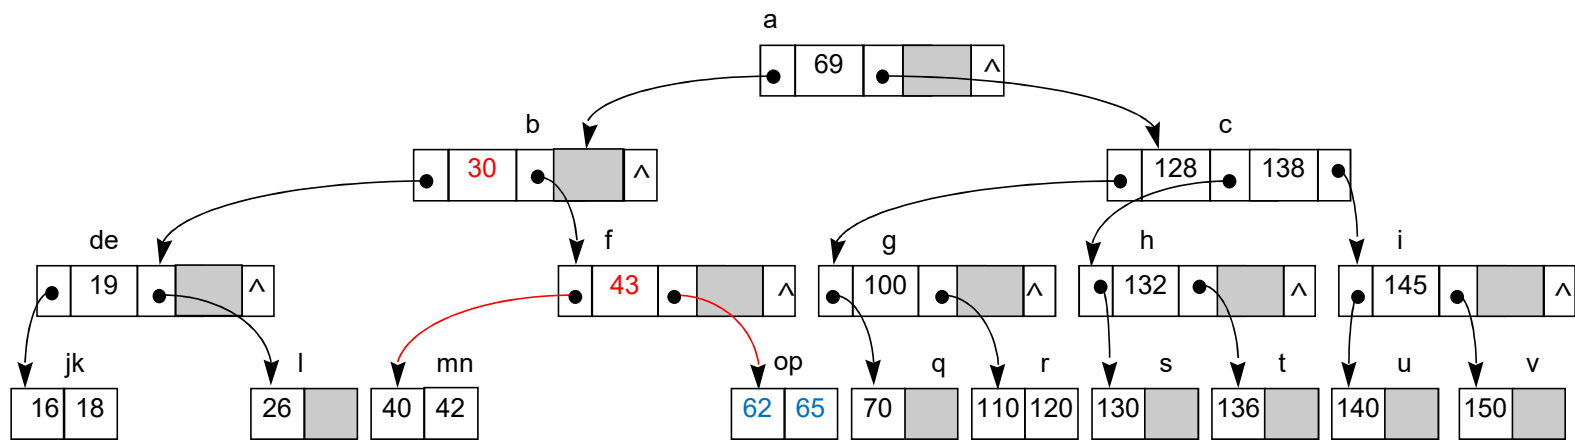 a
69 ^
b c
30 ^ 128 138
de f g h i
19 ^ 43 ^ 100 ^ 132 ^ 145 ^
jk l mn op q r s t u v
16 18 26 40 42 62 65 70 110 120 130 136 140 150